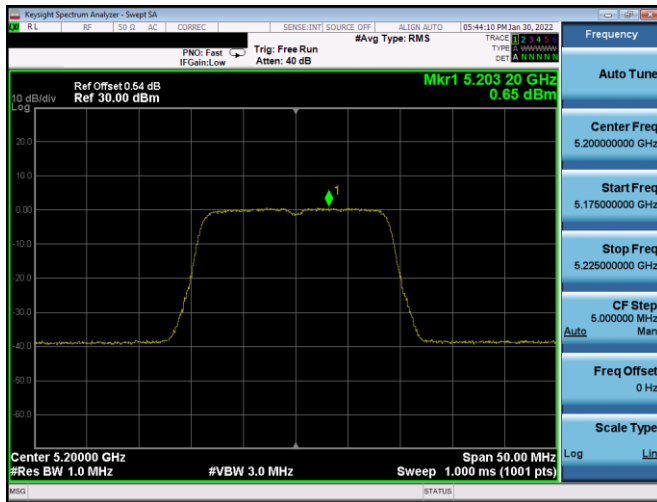 Keysight Spectrum Analyzer - Swept SA
RL RF 50 Ω AC CORREC SENSE:INT SOURCE OFF ALIGN AUTO 05:44:10 PM Jan 30, 2022
#Avg Type: RMS
TRACE 1 2 3 4 5 6
TYPE A WWWWW
DET A N N N N N
PNO: Fast
IFGain:Low
Trig: Free Run
Atten: 40 dB
Mkr1 5.203 20 GHz
0.65 dBm
Ref Offset 0.54 dB
Ref 30.00 dBm
10 dB/div
Log
20.0
1
0.00
-10.0
-20.0
-30.0
-40.0
-50.0
-60.0
Center 5.20000 GHz
Span 50.00 MHz
#Res BW 1.0 MHz
#VBW 3.0 MHz
Sweep 1.000 ms (1001 pts)
MSG
STATUS
Frequency
Auto Tune
Center Freq
5.200000000 GHz
Start Freq
5.175000000 GHz
Stop Freq
5.225000000 GHz
CF Step
5.000000 MHz
Auto Man
Freq Offset
0 Hz
Scale Type
Log Lin